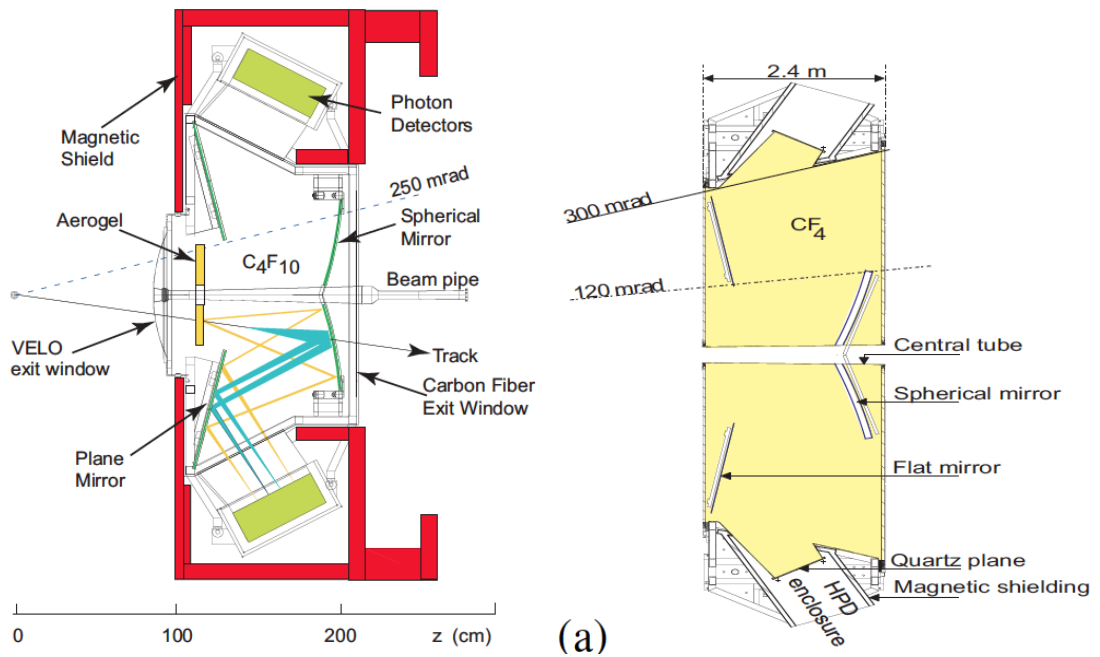 Magnetic
Shield
Photon
Detectors
250 mrad
Aerogel
Spherical
Mirror
C4F10
Beam pipe
VELO
exit window
Track
Carbon Fiber
Exit Window
Plane
Mirror
0
100
200
z (cm)
(a)
2.4 m
300 mrad
CF4
120 mrad
Central tube
Spherical mirror
Flat mirror
Quartz plane
Magnetic shielding
HPD
enclosure